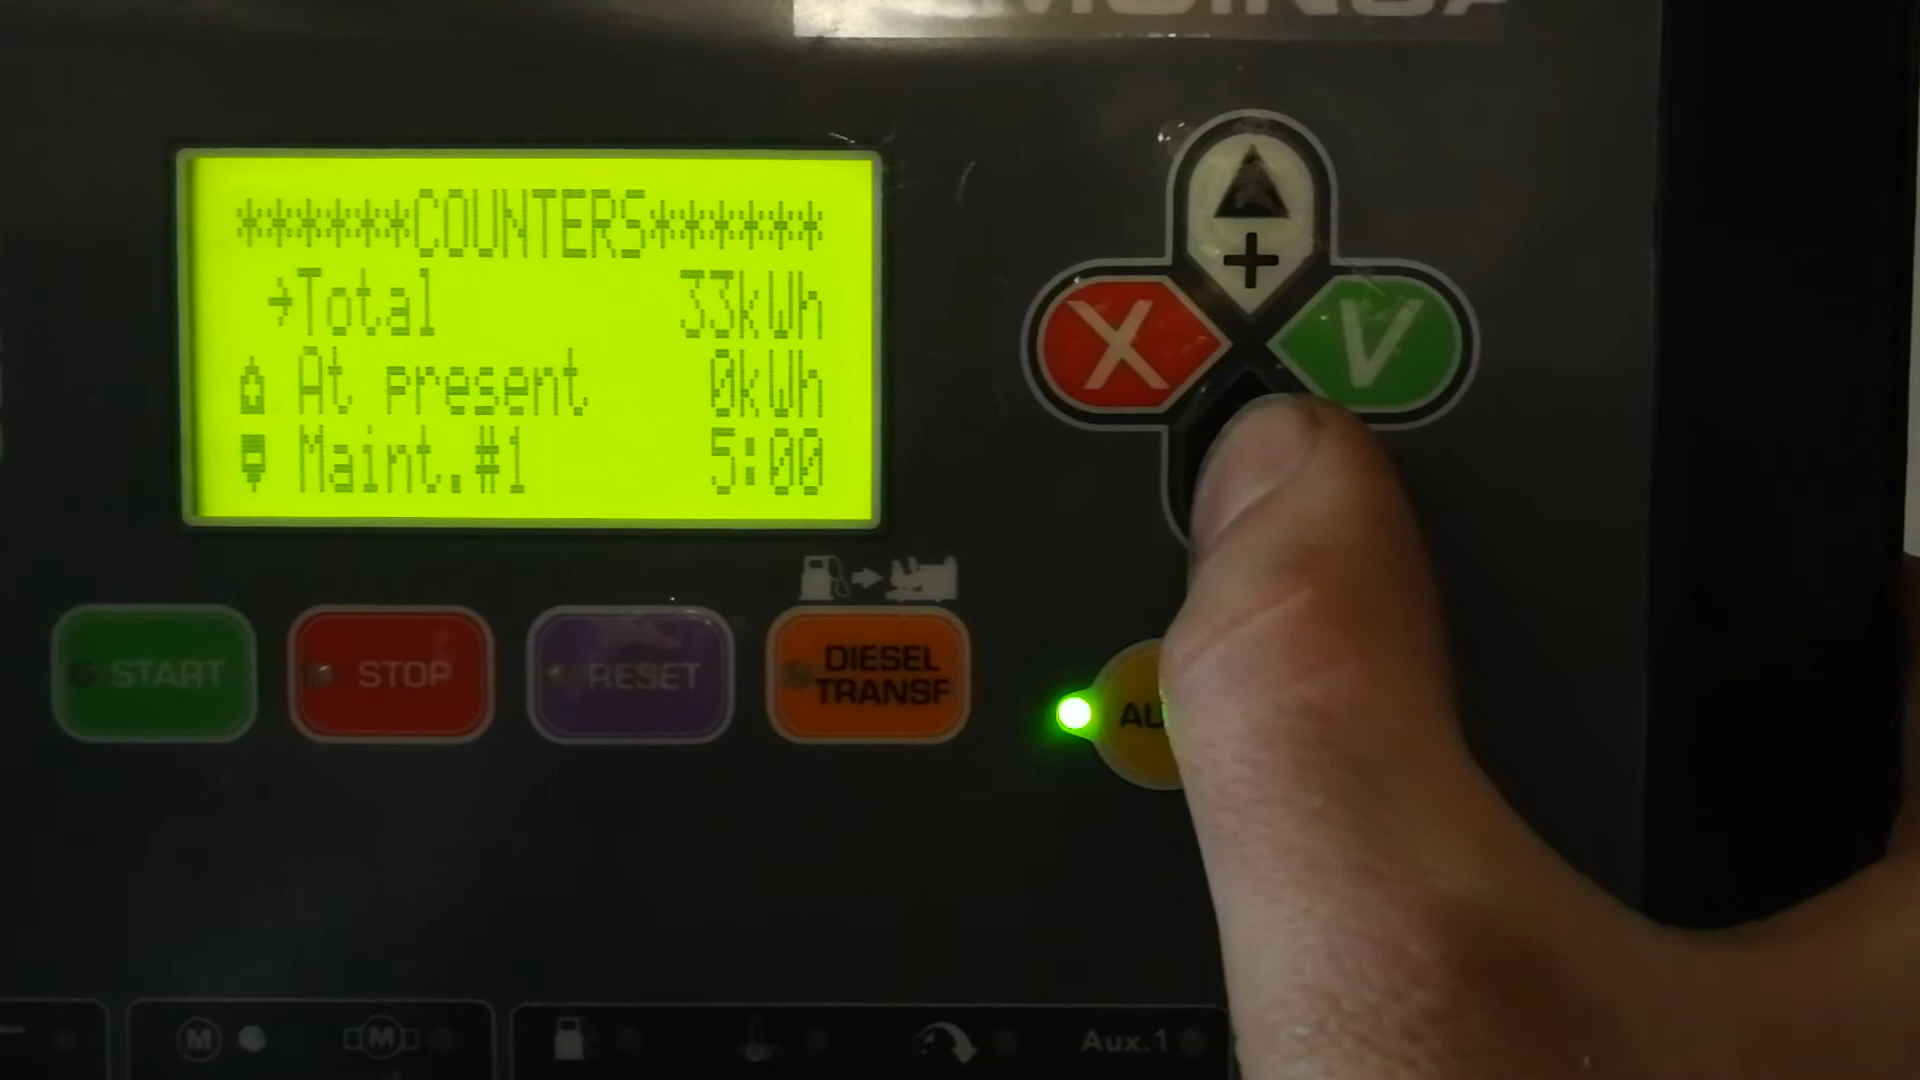 ******COUNTERS******
→Total 33kWh
At present 0kWh
Maint.#1 5:00
+
X V
START STOP RESET DIESEL TRANSF
M M Aux.1